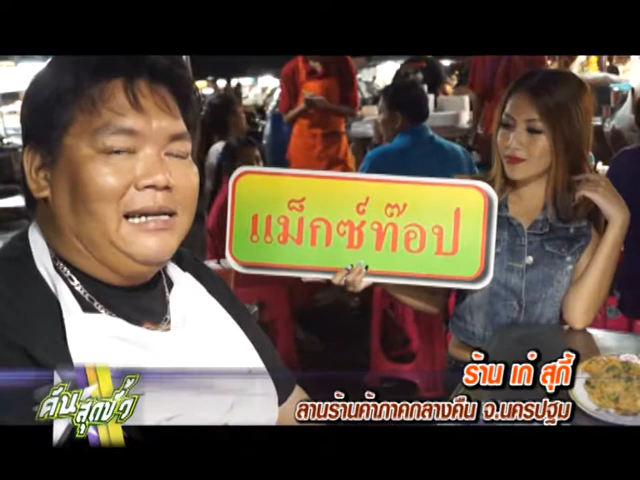 แม็กซ์ท๊อป
ร้าน เก๋ สุกี้
ลานร้านค้าภาคกลางคืน จ.นครปฐม
คืน สุกขั้ว